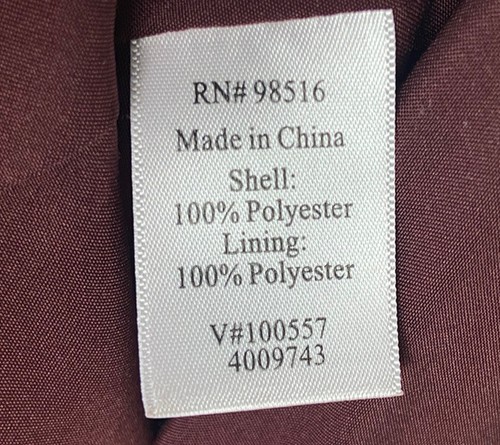 RN# 98516
Made in China
Shell:
100% Polyester
Lining:
100% Polyester
V#100557
4009743